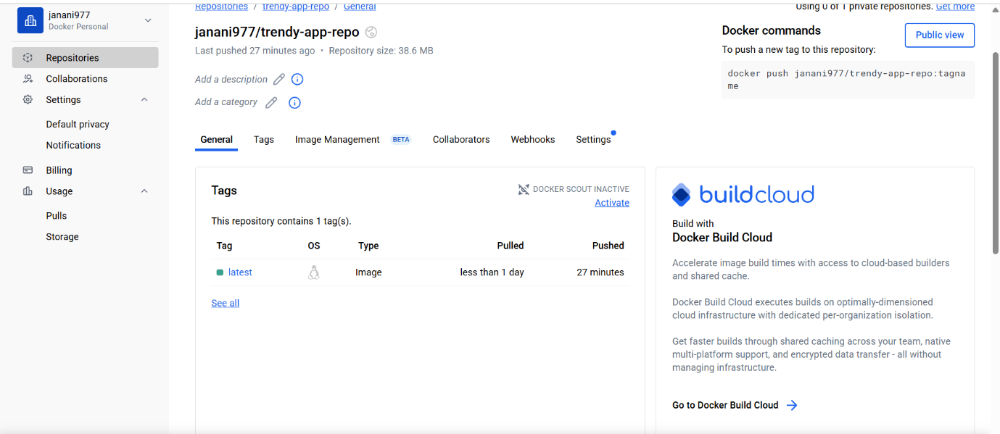 janani977
Docker Personal
Repositories
Collaborations
Settings
Default privacy
Notifications
Billing
Usage
Pulls
Storage
Repositories / trendy-app-repo / General
Using 0 of 1 private repositories. Get more
janani977/trendy-app-repo
Last pushed 27 minutes ago • Repository size: 38.6 MB
Add a description
Add a category
Docker commands
Public view
To push a new tag to this repository:
docker push janani977/trendy-app-repo:tagna
me
General Tags Image Management BETA Collaborators Webhooks Settings
Tags
DOCKER SCOUT INACTIVE
Activate
This repository contains 1 tag(s).
Tag OS Type Pulled Pushed
latest Image less than 1 day 27 minutes
See all
buildcloud
Build with
Docker Build Cloud
Accelerate image build times with access to cloud-based builders
and shared cache.
Docker Build Cloud executes builds on optimally-dimensioned
cloud infrastructure with dedicated per-organization isolation.
Get faster builds through shared caching across your team, native
multi-platform support, and encrypted data transfer - all without
managing infrastructure.
Go to Docker Build Cloud